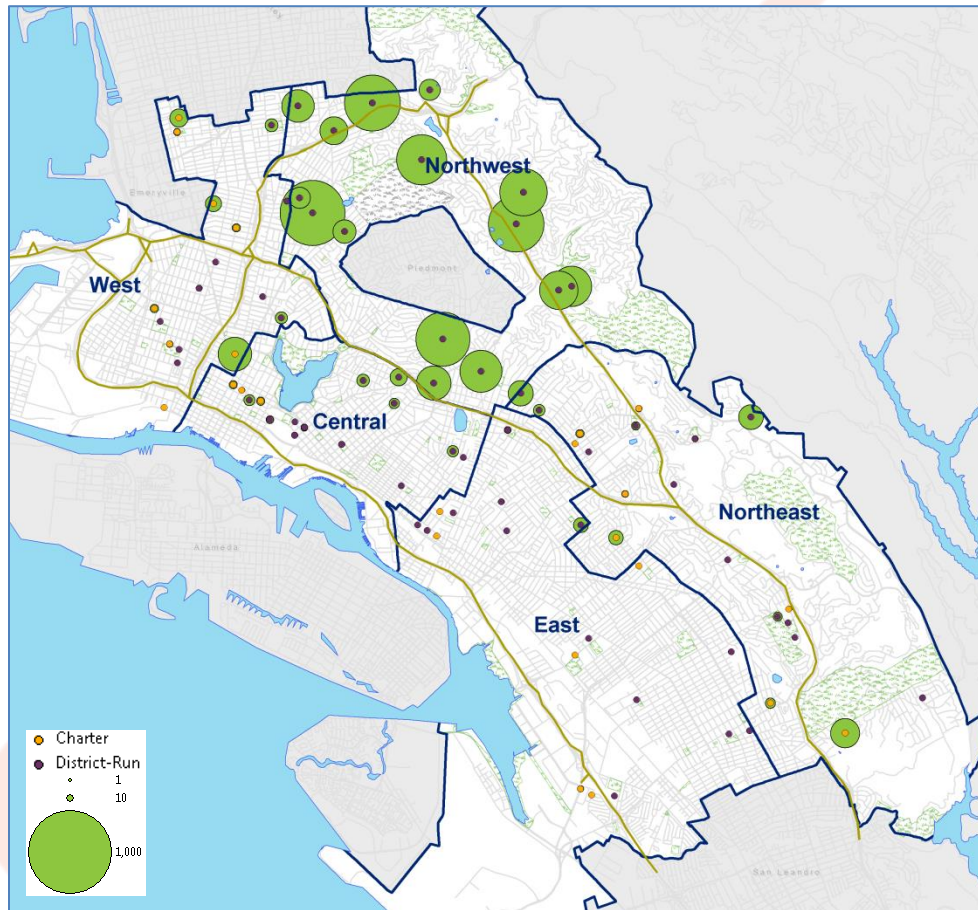 Northwest
Emeryville
Piedmont
West
Central
Northeast
Alameda
East
Charter
District-Run
1
10
1,000
San Leandro